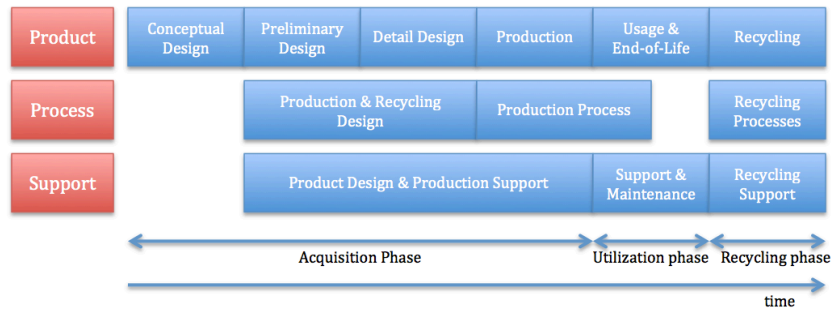 Product
Conceptual
Design
Preliminary
Design
Detail Design
Production
Usage &
End-of-Life
Recycling
Process
Production & Recycling
Design
Production Process
Recycling
Processes
Support
Product Design & Production Support
Support &
Maintenance
Recycling
Support
Acquisition Phase
Utilization phase
Recycling phase
time